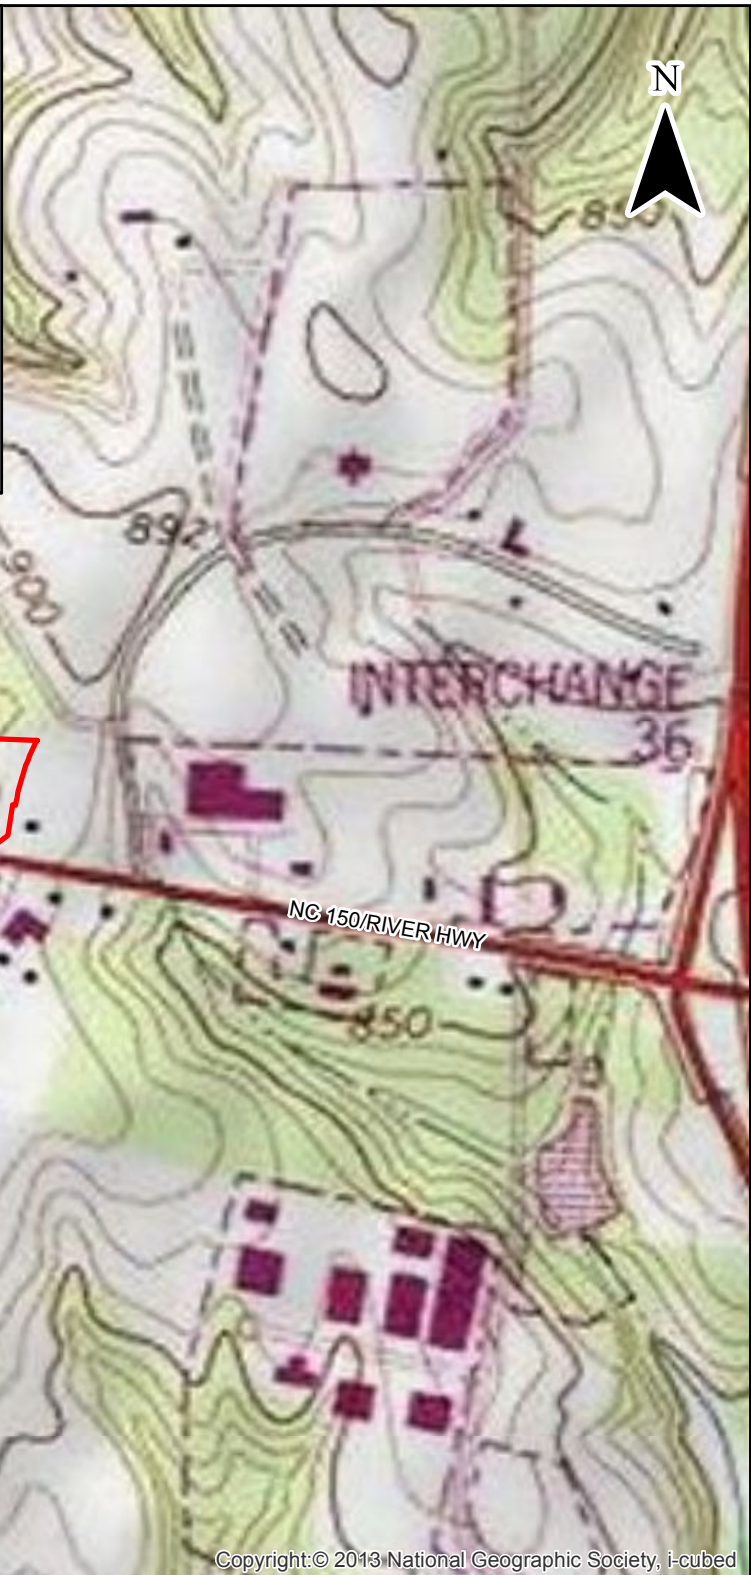 N
850
892
900
INTERCHANGE
36
NC 150/RIVER HWY
850
Copyright:© 2013 National Geographic Society, i-cubed